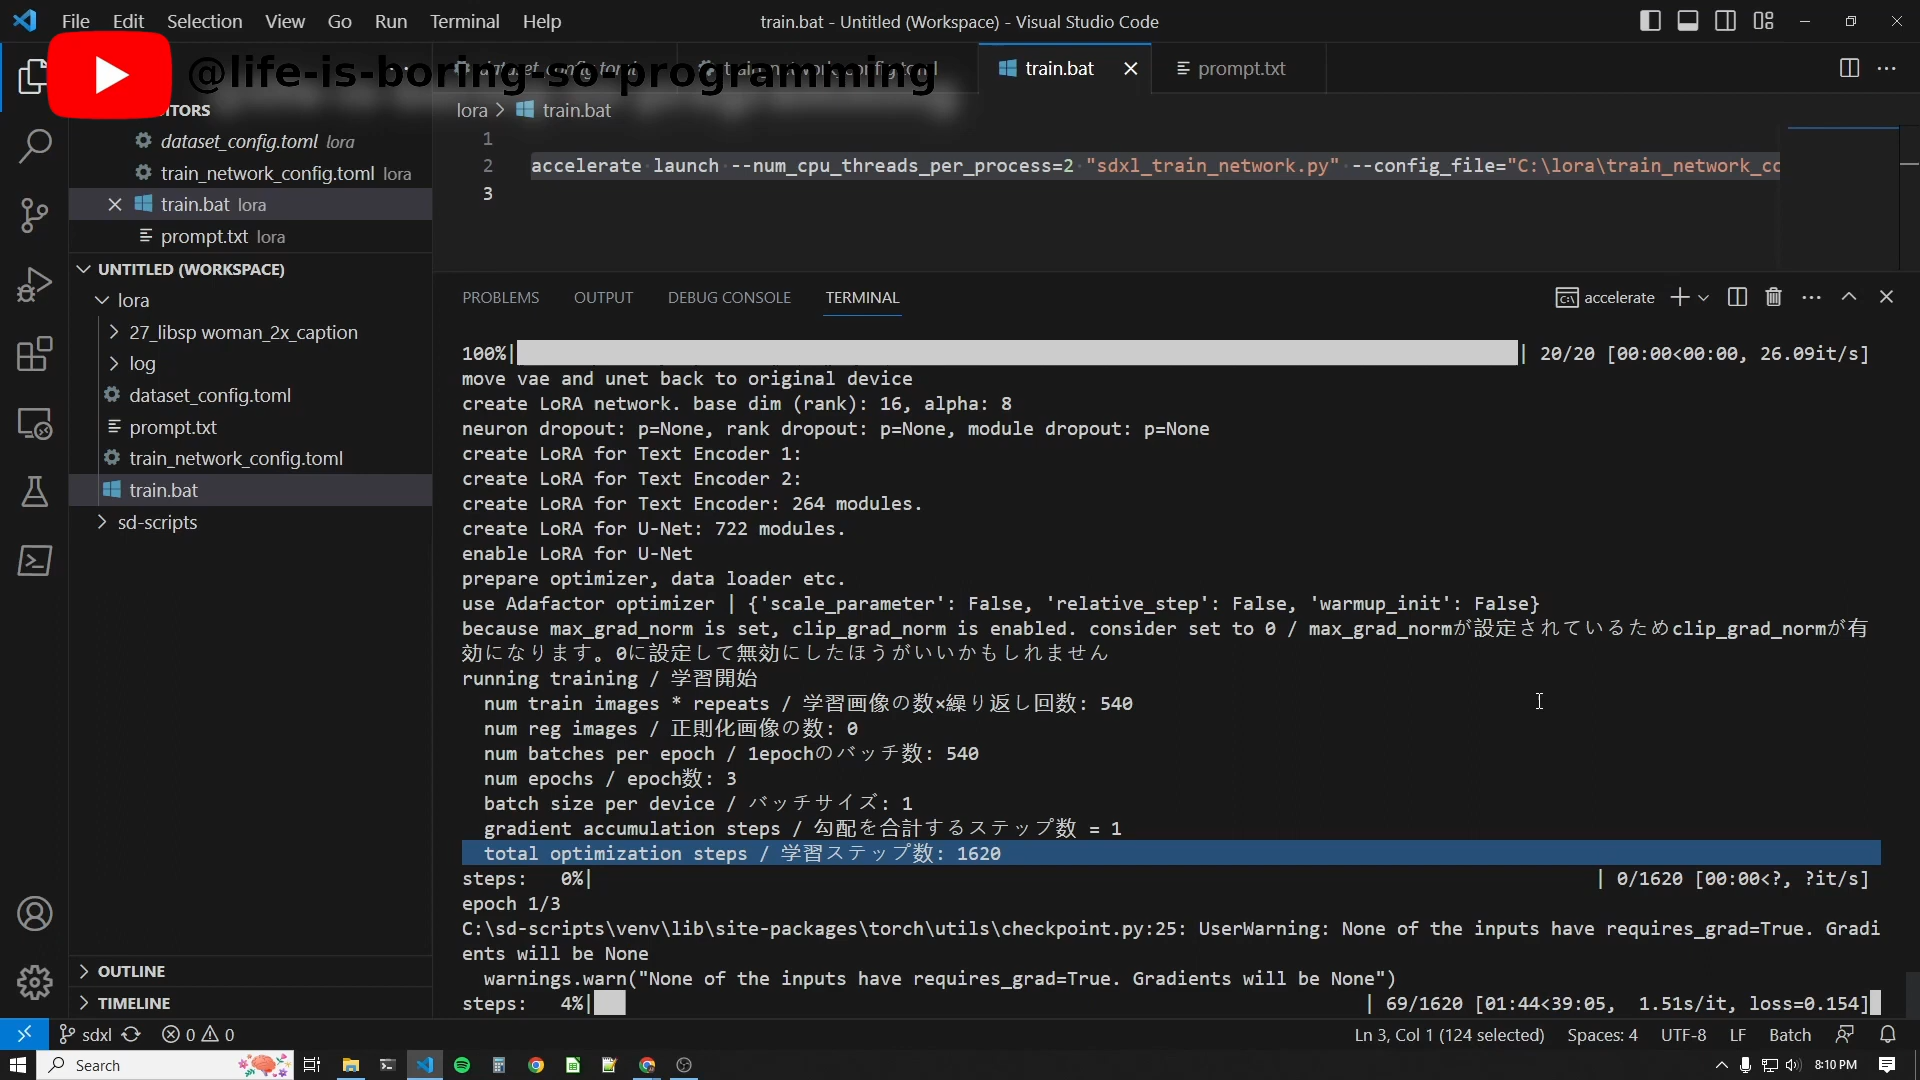 File Edit Selection View Go Run Terminal Help
train.bat - Untitled (Workspace) - Visual Studio Code
@life-is-boring-so-programming
dataset_config.toml
train_network_config.toml
train.bat
prompt.txt
lora > train.bat
dataset_config.toml lora
train_network_config.toml lora
train.bat lora
prompt.txt lora
UNTITLED (WORKSPACE)
lora
27_libsp woman_2x_caption
log
dataset_config.toml
prompt.txt
train_network_config.toml
train.bat
sd-scripts
OUTLINE
TIMELINE
1
2 accelerate launch --num_cpu_threads_per_process=2 "sdxl_train_network.py" --config_file="C:\lora\train_network_co
3
PROBLEMS OUTPUT DEBUG CONSOLE TERMINAL
accelerate
100%| | 20/20 [00:00<00:00, 26.09it/s]
move vae and unet back to original device
create LoRA network. base dim (rank): 16, alpha: 8
neuron dropout: p=None, rank dropout: p=None, module dropout: p=None
create LoRA for Text Encoder 1:
create LoRA for Text Encoder 2:
create LoRA for Text Encoder: 264 modules.
create LoRA for U-Net: 722 modules.
enable LoRA for U-Net
prepare optimizer, data loader etc.
use Adafactor optimizer | {'scale_parameter': False, 'relative_step': False, 'warmup_init': False}
because max_grad_norm is set, clip_grad_norm is enabled. consider set to 0 / max_grad_normが設定されているためclip_grad_normが有
効になります。0に設定して無効にしたほうがいいかもしれません
running training / 学習開始
num train images * repeats / 学習画像の数×繰り返し回数: 540
num reg images / 正則化画像の数: 0
num batches per epoch / 1epochのバッチ数: 540
num epochs / epoch数: 3
batch size per device / バッチサイズ: 1
gradient accumulation steps / 勾配を合計するステップ数 = 1
total optimization steps / 学習ステップ数: 1620
steps: 0%| | 0/1620 [00:00<?, ?it/s]
epoch 1/3
C:\sd-scripts\venv\lib\site-packages\torch\utils\checkpoint.py:25: UserWarning: None of the inputs have requires_grad=True. Gradi
ents will be None
warnings.warn("None of the inputs have requires_grad=True. Gradients will be None")
steps: 4%| | 69/1620 [01:44<39:05, 1.51s/it, loss=0.154]
sdxl 0 0
Ln 3, Col 1 (124 selected) Spaces: 4 UTF-8 LF Batch
Search
8:10 PM